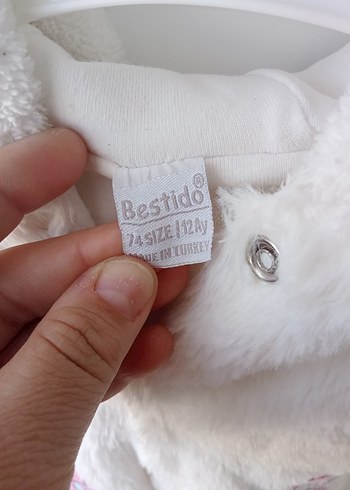 Bestido®
74 SIZE | 12 Ay
MADE IN TURKEY